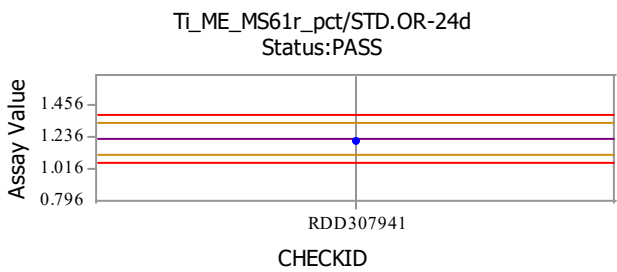 Ti_ME_MS61r_pct/STD.OR-24d
Status:PASS
Assay Value
1.456
1.236
1.016
0.796
RDD307941
CHECKID